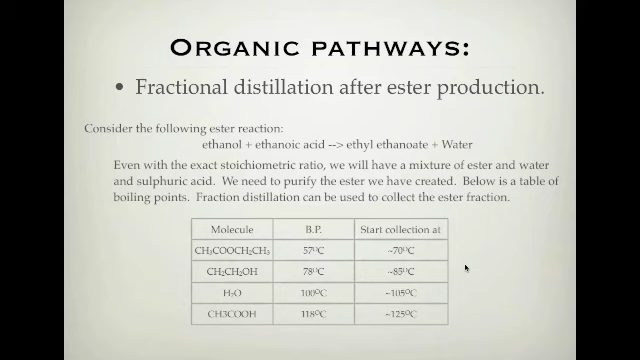 ORGANIC PATHWAYS:
• Fractional distillation after ester production.
Consider the following ester reaction:
ethanol + ethanoic acid --> ethyl ethanoate + Water
Even with the exact stoichiometric ratio, we will have a mixture of ester and water
and sulphuric acid. We need to purify the ester we have created. Below is a table of
boiling points. Fraction distillation can be used to collect the ester fraction.
Molecule B.P. Start collection at
CH₃COOCH₂CH₃ 57⁰C ~70⁰C
CH₂CH₂OH 78⁰C ~85⁰C
H₂O 100⁰C ~105⁰C
CH3COOH 118⁰C ~125⁰C